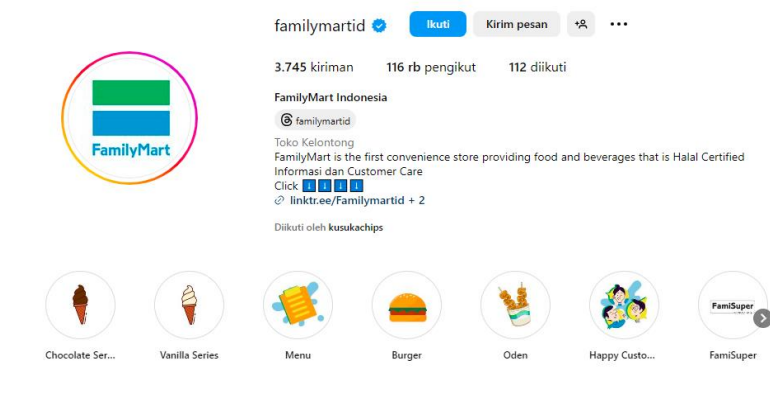 familymartid
Ikuti
Kirim pesan
3.745 kiriman 116 rb pengikut 112 diikuti
FamilyMart
FamilyMart Indonesia
familymartid
Toko Kelontong
FamilyMart is the first convenience store providing food and beverages that is Halal Certified
Informasi dan Customer Care
Click
linktr.ee/Familymartid + 2
Diikuti oleh kusukachips
FamiSuper
Chocolate Ser... Vanilla Series Menu Burger Oden Happy Custo... FamiSuper